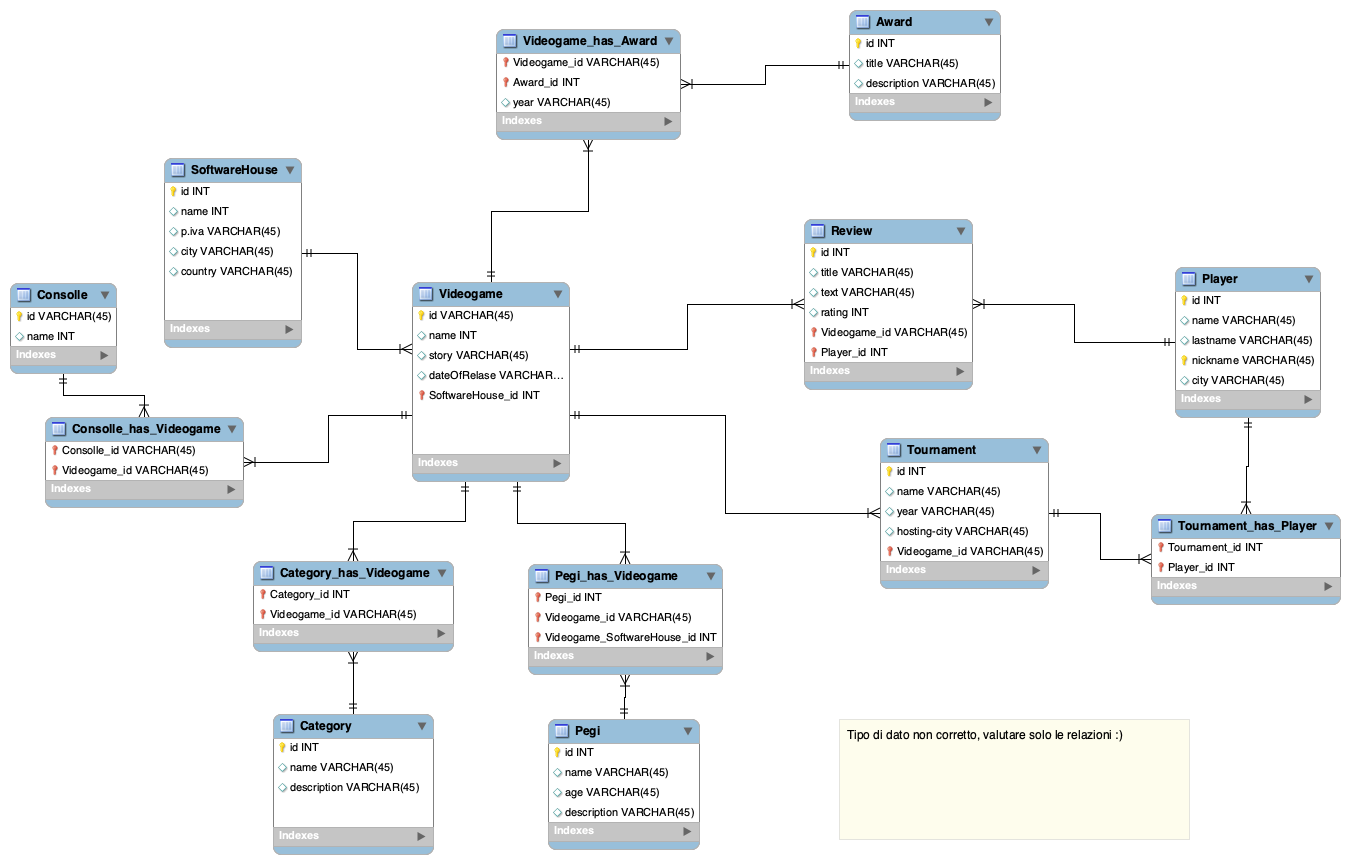 Award
id INT
title VARCHAR(45)
description VARCHAR(45)
Indexes
Videogame_has_Award
Videogame_id VARCHAR(45)
Award_id INT
year VARCHAR(45)
Indexes
SoftwareHouse
id INT
name INT
p.iva VARCHAR(45)
city VARCHAR(45)
country VARCHAR(45)
Indexes
Review
id INT
title VARCHAR(45)
text VARCHAR(45)
rating INT
Videogame_id VARCHAR(45)
Player_id INT
Indexes
Player
id INT
name VARCHAR(45)
lastname VARCHAR(45)
nickname VARCHAR(45)
city VARCHAR(45)
Indexes
Consolle
id VARCHAR(45)
name INT
Indexes
Videogame
id VARCHAR(45)
name INT
story VARCHAR(45)
dateOfRelase VARCHAR...
SoftwareHouse_id INT
Indexes
Consolle_has_Videogame
Consolle_id VARCHAR(45)
Videogame_id VARCHAR(45)
Indexes
Tournament
id INT
name VARCHAR(45)
year VARCHAR(45)
hosting-city VARCHAR(45)
Videogame_id VARCHAR(45)
Indexes
Tournament_has_Player
Tournament_id INT
Player_id INT
Indexes
Category_has_Videogame
Category_id INT
Videogame_id VARCHAR(45)
Indexes
Pegi_has_Videogame
Pegi_id INT
Videogame_id VARCHAR(45)
Videogame_SoftwareHouse_id INT
Indexes
Category
id INT
name VARCHAR(45)
description VARCHAR(45)
Indexes
Pegi
id INT
name VARCHAR(45)
age VARCHAR(45)
description VARCHAR(45)
Indexes
Tipo di dato non corretto, valutare solo le relazioni :)